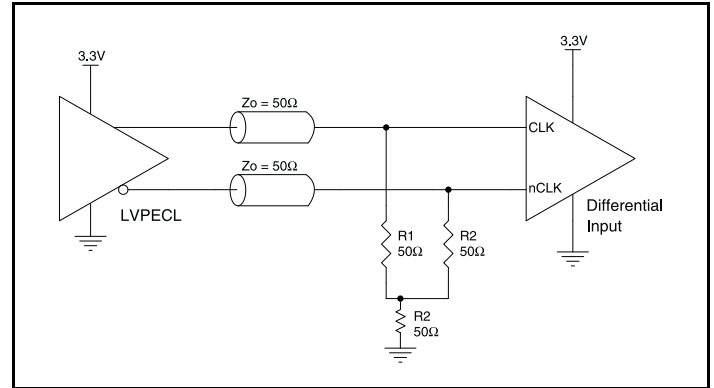 3.3V
3.3V
Zo = 50Ω
CLK
Zo = 50Ω
nCLK
LVPECL
Differential
Input
R1
50Ω
R2
50Ω
R2
50Ω